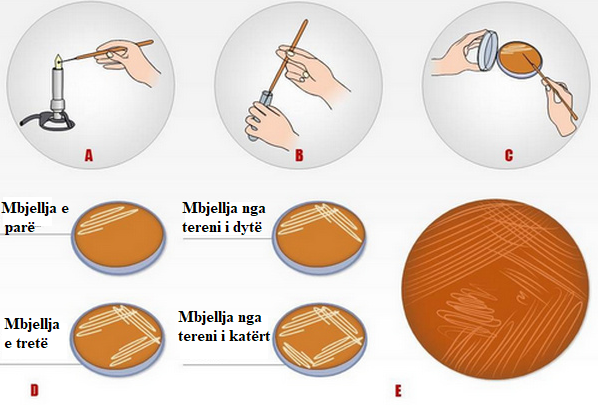 A
B
C
Mbjellja e
parë
Mbjellja nga
tereni i dytë
Mbjellja
e tretë
Mbjellja nga
tereni i katërt
D
E